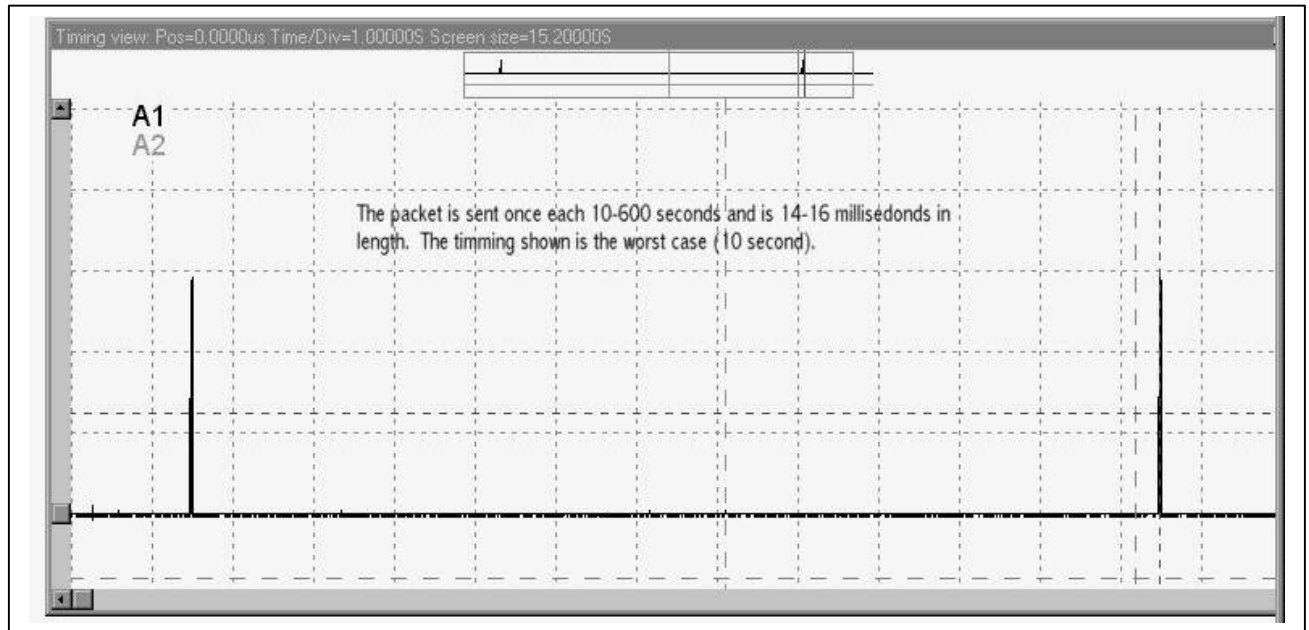 Timing view: Pos=0.0000us Time/Div=1.00000S Screen size=15.20000S
A1
A2
The packet is sent once each 10-600 seconds and is 14-16 millisedonds in
length. The timming shown is the worst case (10 second).